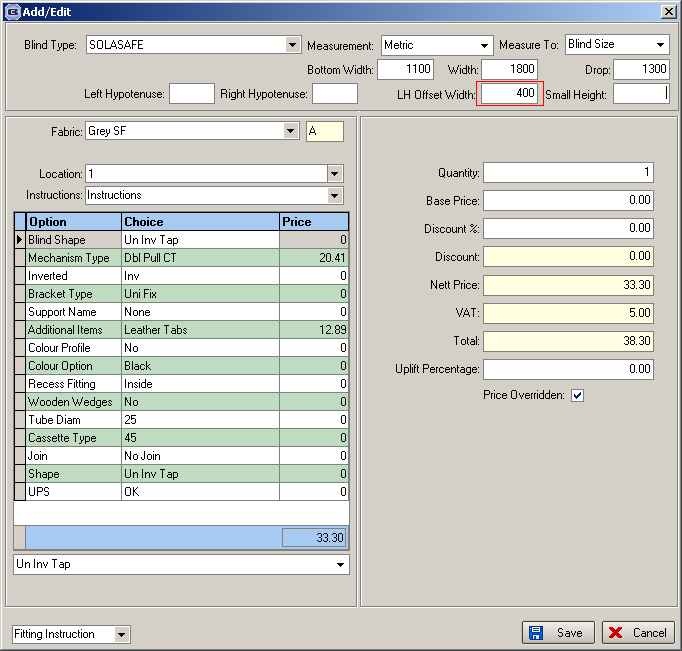 Add/Edit
Blind Type: SOLASAFE Measurement: Metric Measure To: Blind Size
Bottom Width: 1100 Width: 1800 Drop: 1300
Left Hypotenuse: Right Hypotenuse: LH Offset Width: 400 Small Height:
Fabric: Grey SF A
Location: 1
Instructions: Instructions
Option Choice Price
Blind Shape Un Inv Tap 0
Mechanism Type Dbl Pull CT 20.41
Inverted Inv 0
Bracket Type Uni Fix 0
Support Name None 0
Additional Items Leather Tabs 12.89
Colour Profile No 0
Colour Option Black 0
Recess Fitting Inside 0
Wooden Wedges No 0
Tube Diam 25 0
Cassette Type 45 0
Join No Join 0
Shape Un Inv Tap 0
UPS OK 0
33.30
Un Inv Tap
Quantity: 1
Base Price: 0.00
Discount %: 0.00
Discount: 0.00
Nett Price: 33.30
VAT: 5.00
Total: 38.30
Uplift Percentage: 0.00
Price Overridden:
Fitting Instruction Save Cancel